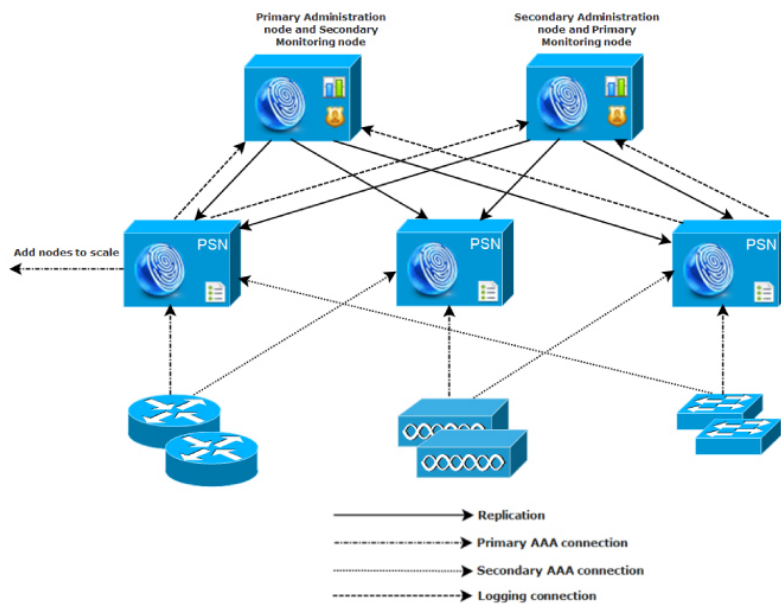 Primary Administration
node and Secondary
Monitoring node
Secondary Administration
node and Primary
Monitoring node
PSN
PSN
PSN
Add nodes to scale
Replication
Primary AAA connection
Secondary AAA connection
Logging connection